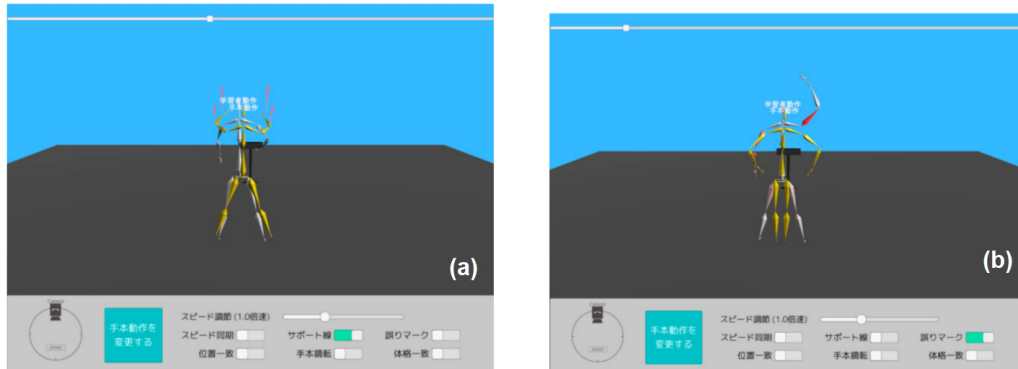 学習者動作
手本動作
(a)
Camera
手本動作を
変更する
スピード調節 (1.0倍速)
スピード同期
サポート線
誤りマーク
位置一致
手本鏡転
体格一致
学習者動作
手本動作
(b)
Camera
手本動作を
変更する
スピード調節 (1.0倍速)
スピード同期
サポート線
誤りマーク
位置一致
手本鏡転
体格一致